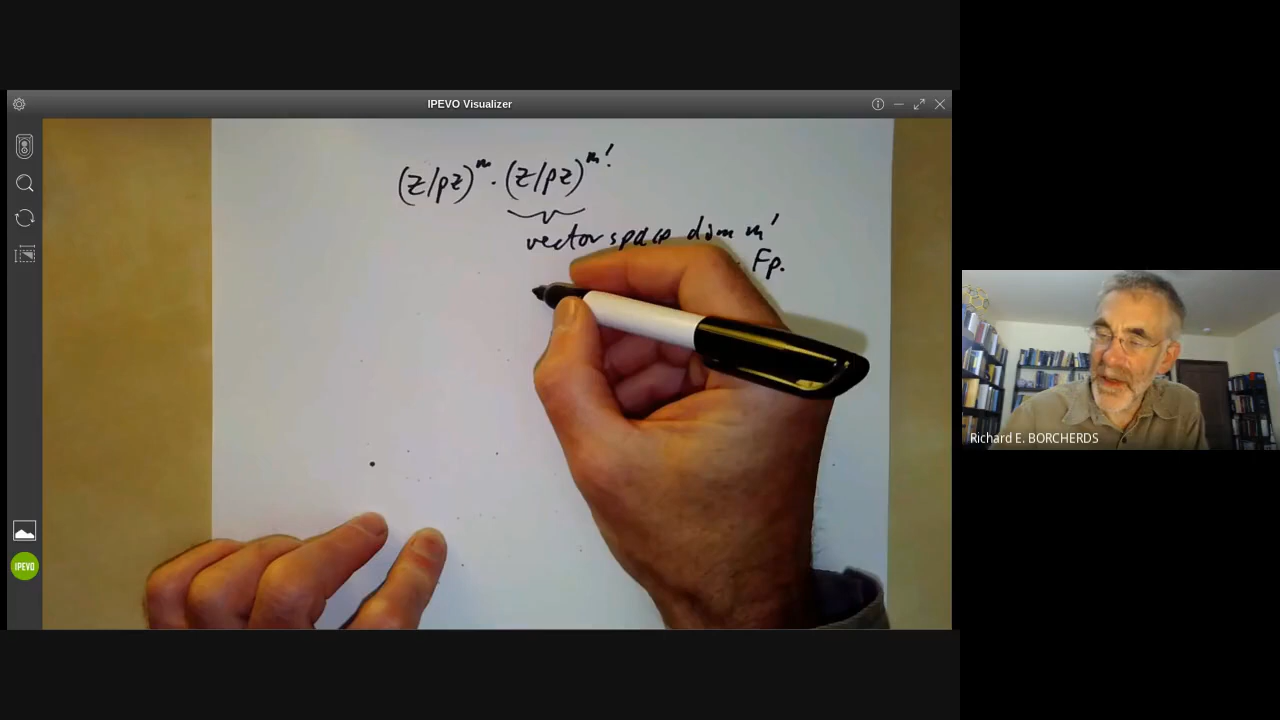 IPEVO Visualizer
(Z/pZ)^m · (Z/pZ)^m'
vector space dim m'
Fp.
IPEVO
Richard E. BORCHERDS